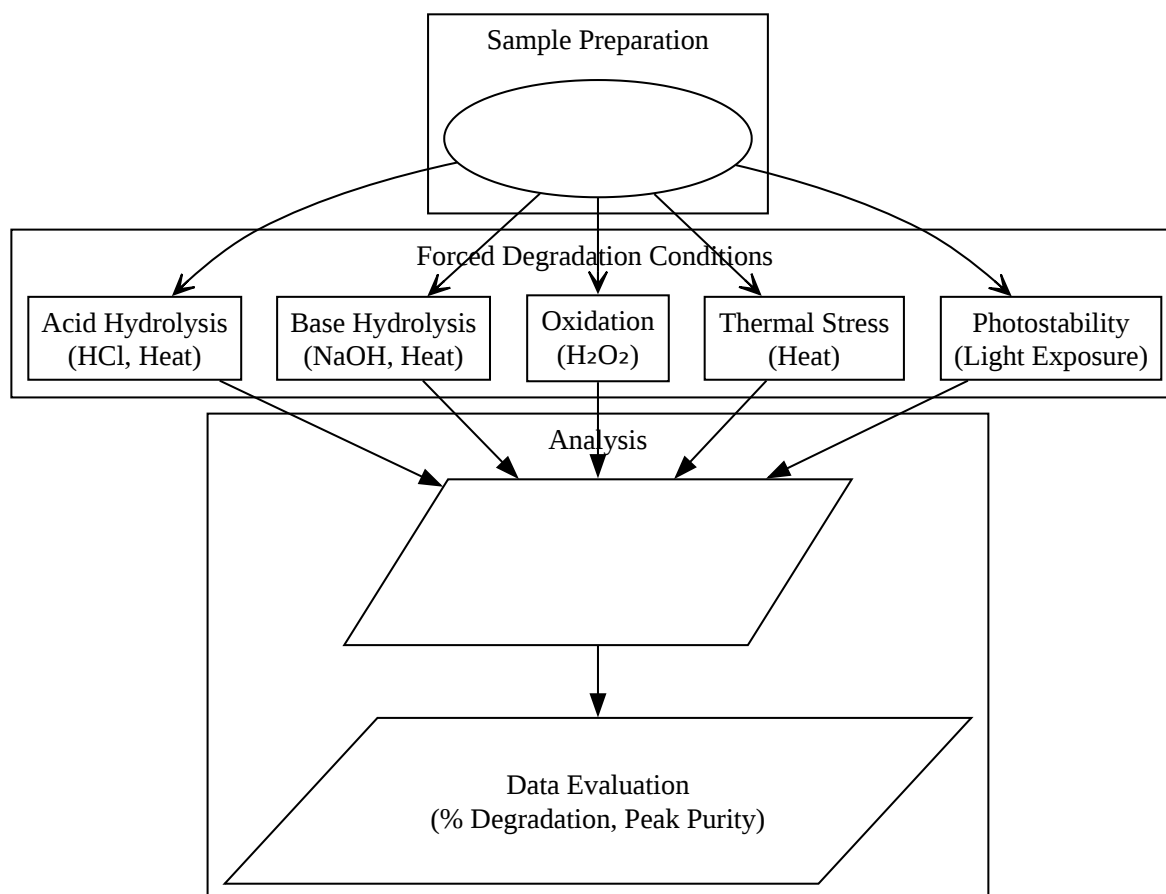 Sample Preparation
Forced Degradation Conditions
Acid Hydrolysis
(HCl, Heat)
Base Hydrolysis
(NaOH, Heat)
Oxidation
(H₂O₂)
Thermal Stress
(Heat)
Photostability
(Light Exposure)
Analysis
Data Evaluation
(% Degradation, Peak Purity)